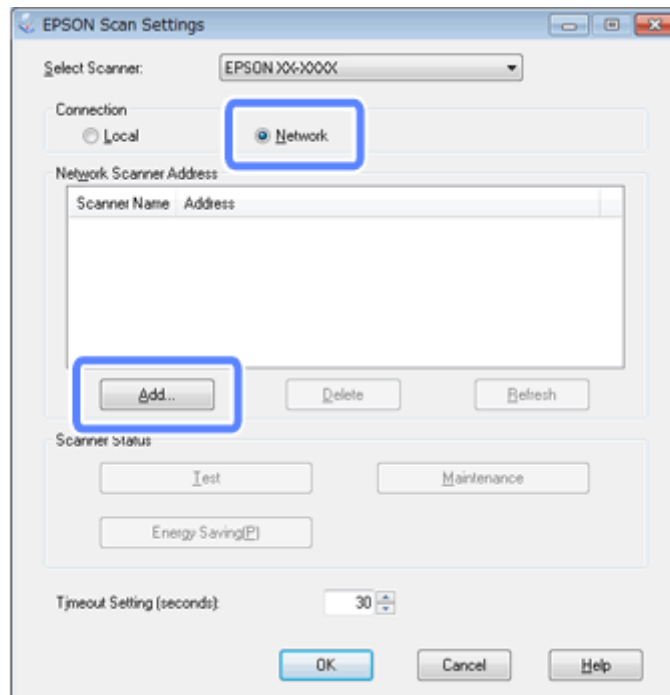 EPSON Scan Settings
Select Scanner: EPSON XX-XXXX
Connection
Local Network
Network Scanner Address
Scanner Name Address
Add... Delete Refresh
Scanner Status
Test Maintenance
Energy Saving(P)
Timeout Setting (seconds): 30
OK Cancel Help